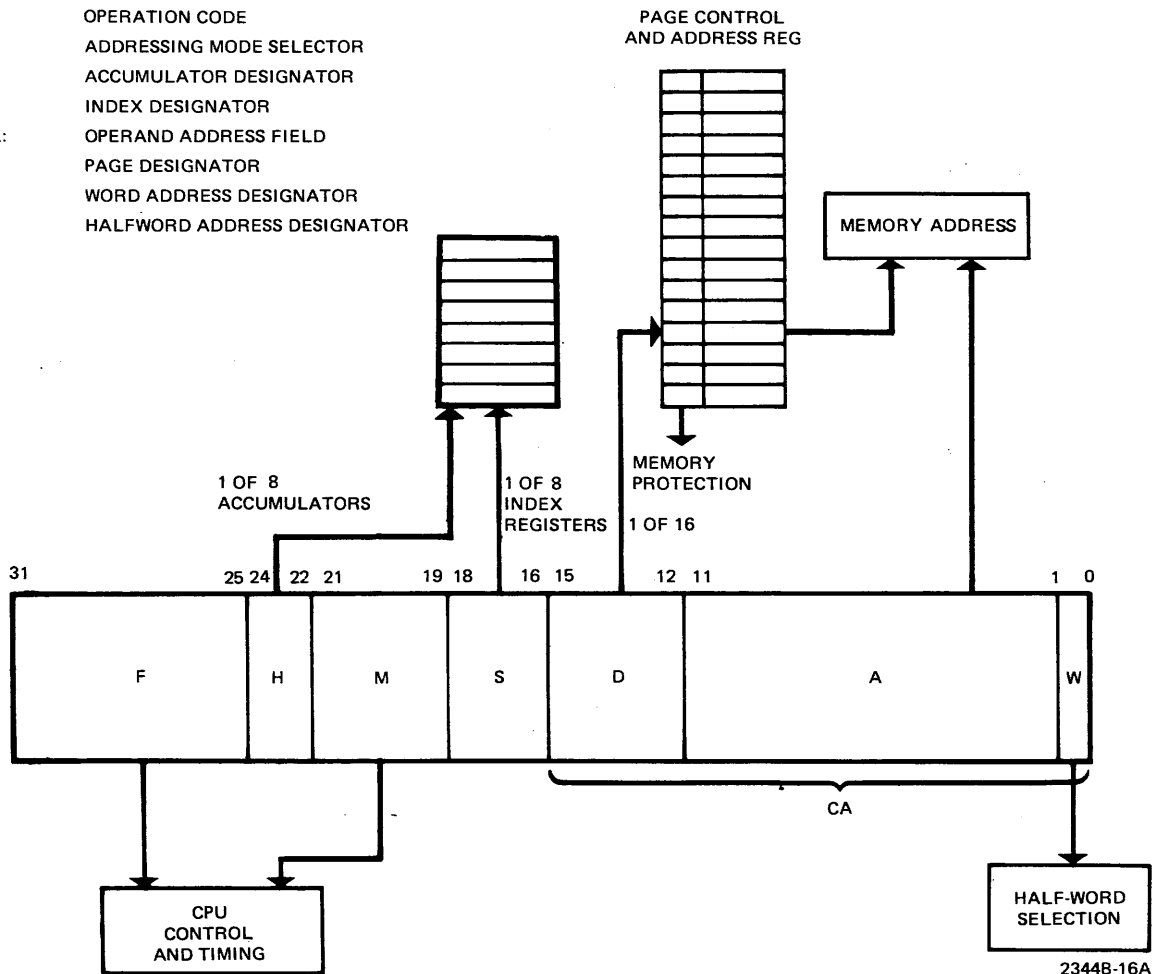 OPERATION CODE
ADDRESSING MODE SELECTOR
ACCUMULATOR DESIGNATOR
INDEX DESIGNATOR
: OPERAND ADDRESS FIELD
PAGE DESIGNATOR
WORD ADDRESS DESIGNATOR
HALFWORD ADDRESS DESIGNATOR
PAGE CONTROL
AND ADDRESS REG
MEMORY ADDRESS
MEMORY
PROTECTION
1 OF 8
ACCUMULATORS
1 OF 8
INDEX
REGISTERS
1 OF 16
31 25 24 22 21 19 18 16 15 12 11 1 0
F H M S D A W
CA
CPU
CONTROL
AND TIMING
HALF-WORD
SELECTION
2344B-16A